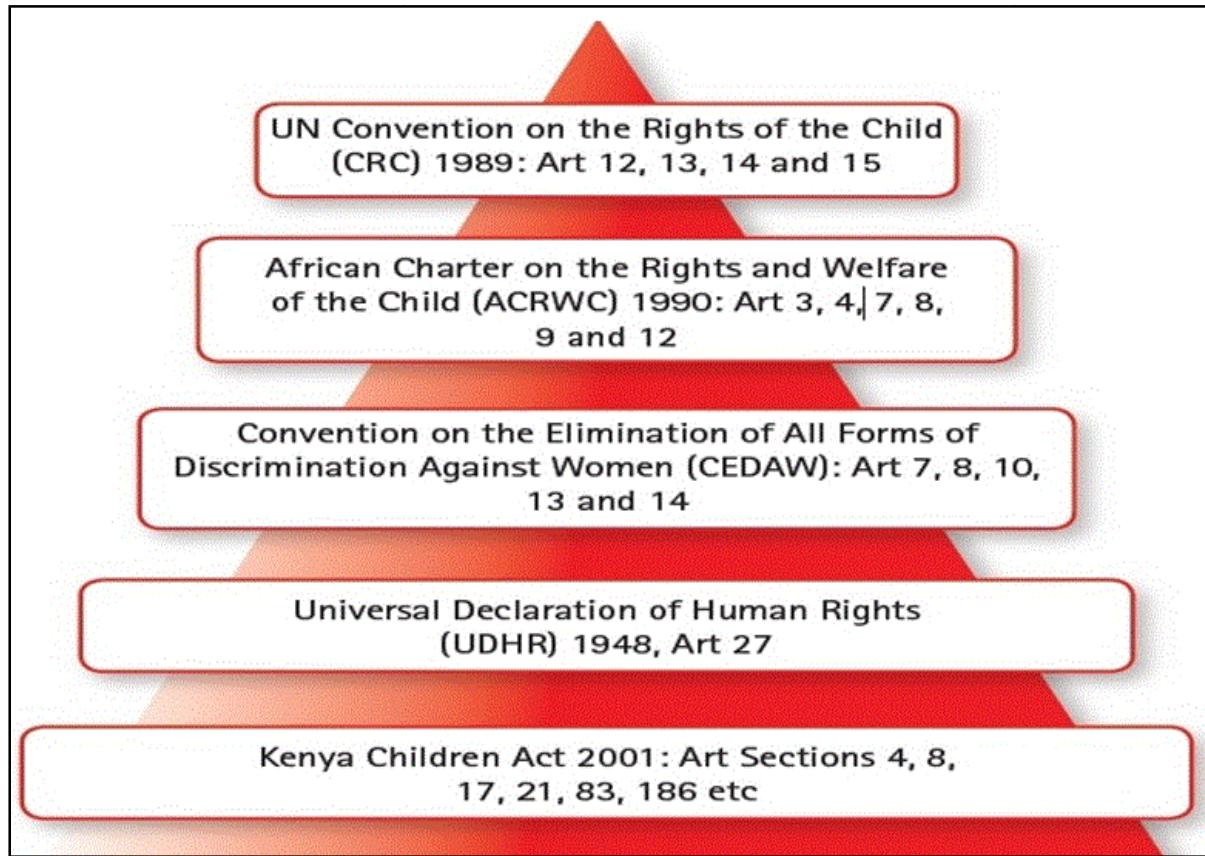 UN Convention on the Rights of the Child
(CRC) 1989: Art 12, 13, 14 and 15
African Charter on the Rights and Welfare
of the Child (ACRWC) 1990: Art 3, 4, 7, 8,
9 and 12
Convention on the Elimination of All Forms of
Discrimination Against Women (CEDAW): Art 7, 8, 10,
13 and 14
Universal Declaration of Human Rights
(UDHR) 1948, Art 27
Kenya Children Act 2001: Art Sections 4, 8,
17, 21, 83, 186 etc